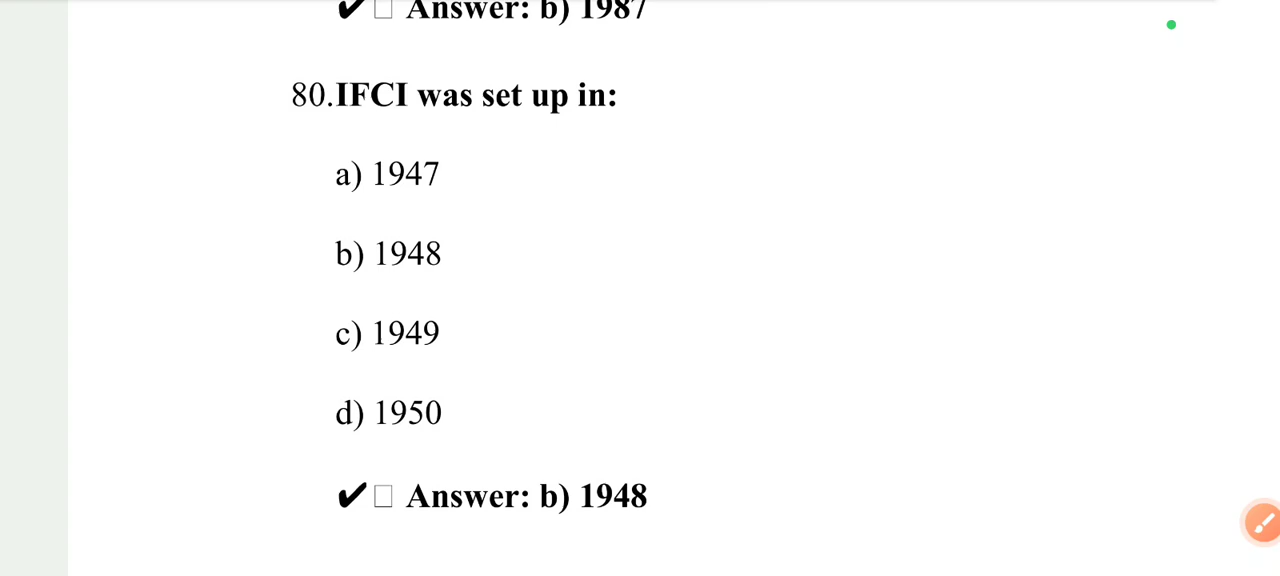 ✔□ Answer: b) 1987
80.IFCI was set up in:
a) 1947
b) 1948
c) 1949
d) 1950
✔□ Answer: b) 1948